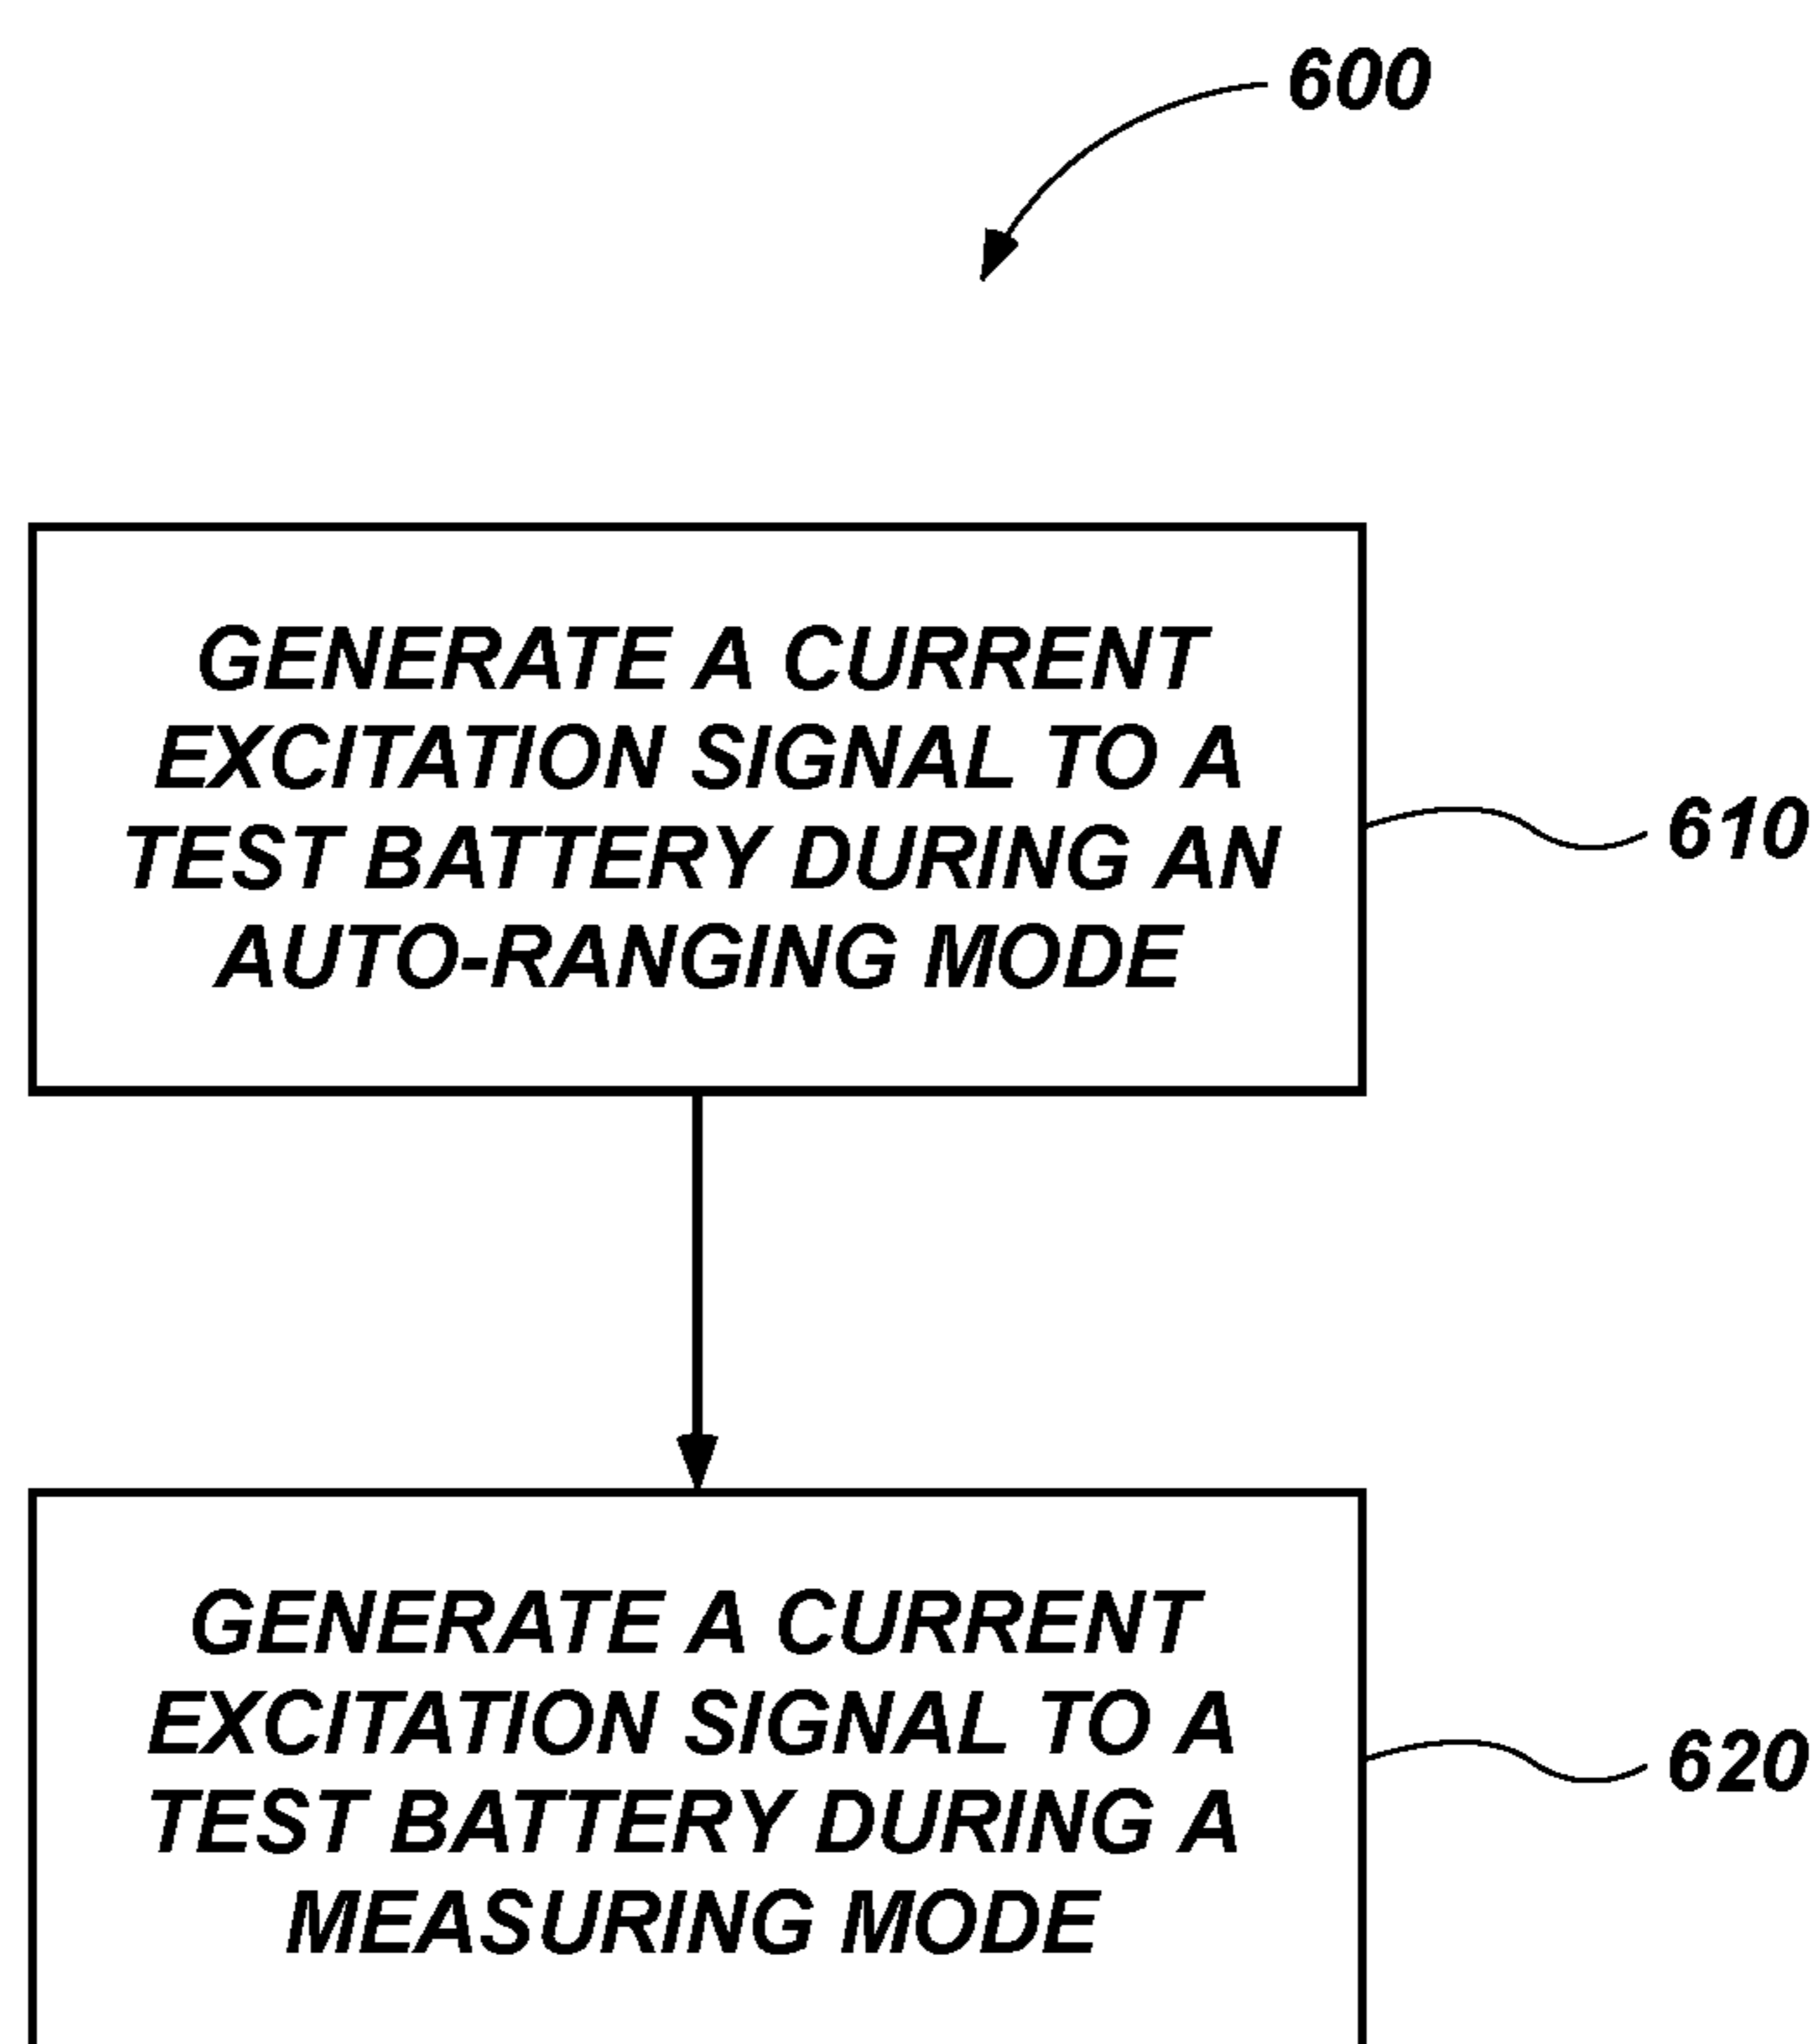 600
GENERATE A CURRENT
EXCITATION SIGNAL TO A
TEST BATTERY DURING AN
AUTO-RANGING MODE
610
GENERATE A CURRENT
EXCITATION SIGNAL TO A
TEST BATTERY DURING A
MEASURING MODE
620